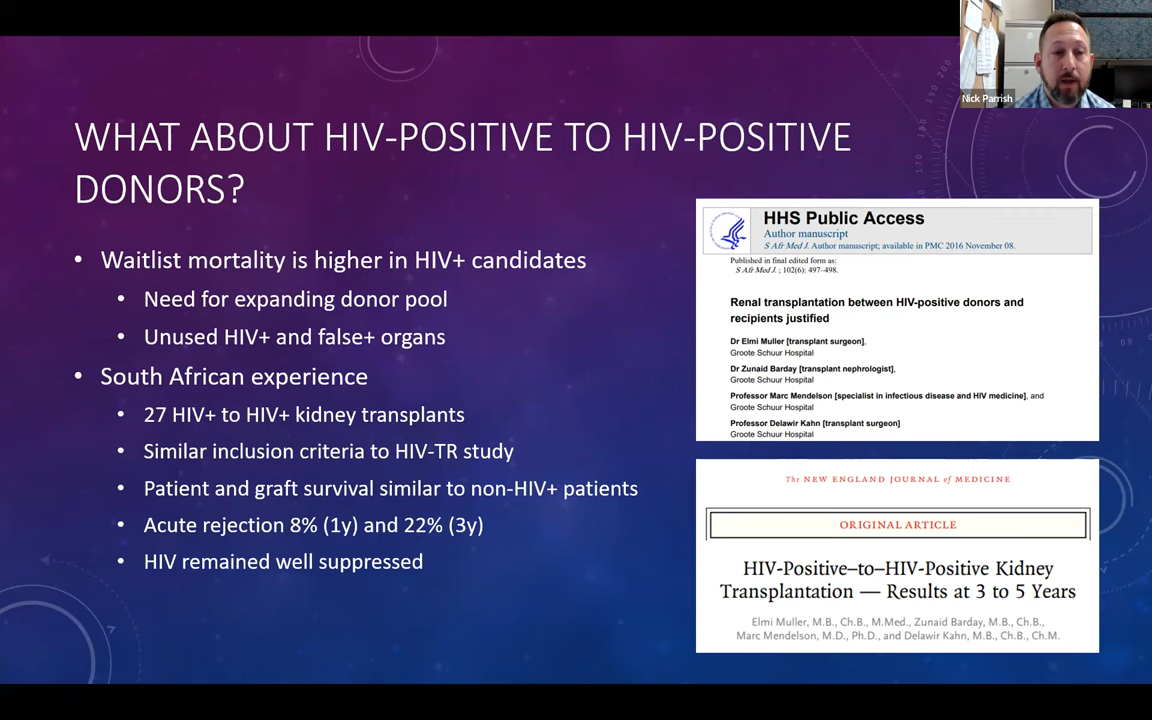 Nick Parrish
WHAT ABOUT HIV-POSITIVE TO HIV-POSITIVE
DONORS?
• Waitlist mortality is higher in HIV+ candidates
• Need for expanding donor pool
• Unused HIV+ and false+ organs
• South African experience
• 27 HIV+ to HIV+ kidney transplants
• Similar inclusion criteria to HIV-TR study
• Patient and graft survival similar to non-HIV+ patients
• Acute rejection 8% (1y) and 22% (3y)
• HIV remained well suppressed
HHS Public Access
Author manuscript
S Afr Med J. Author manuscript; available in PMC 2016 November 08.
Published in final edited form as:
S Afr Med J. ; 102(6): 497–498.
Renal transplantation between HIV-positive donors and
recipients justified
Dr Elmi Muller [transplant surgeon],
Groote Schuur Hospital
Dr Zunaid Barday [transplant nephrologist],
Groote Schuur Hospital
Professor Marc Mendelson [specialist in infectious disease and HIV medicine], and
Groote Schuur Hospital
Professor Delawir Kahn [transplant surgeon]
Groote Schuur Hospital
The NEW ENGLAND JOURNAL of MEDICINE
ORIGINAL ARTICLE
HIV-Positive–to–HIV-Positive Kidney
Transplantation — Results at 3 to 5 Years
Elmi Muller, M.B., Ch.B., M.Med., Zunaid Barday, M.B., Ch.B.,
Marc Mendelson, M.D., Ph.D., and Delawir Kahn, M.B., Ch.B., Ch.M.